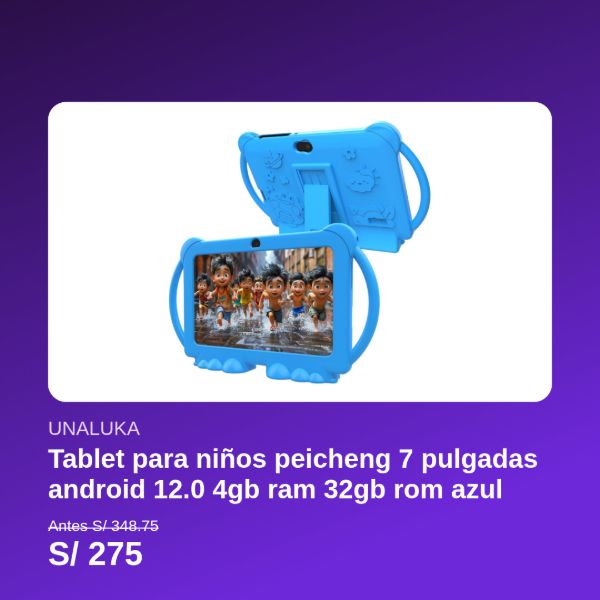 UNALUKA
Tablet para niños peicheng 7 pulgadas
android 12.0 4gb ram 32gb rom azul
Antes S/ 348.75
S/ 275